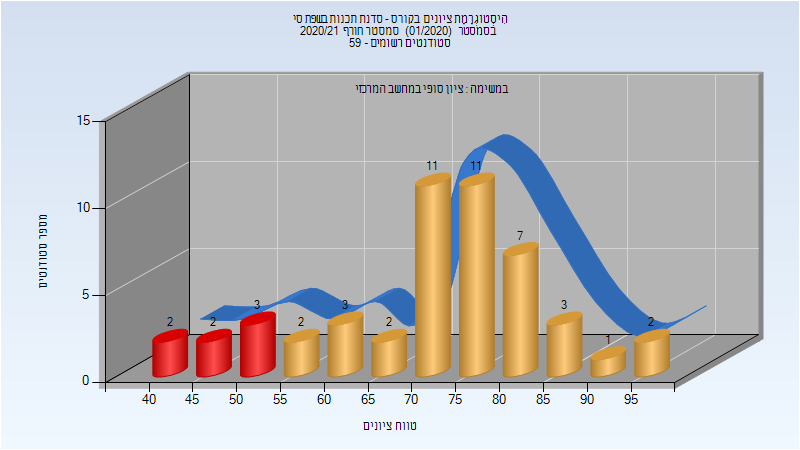 היסטוגרמת ציונים בקורס - סדנת תכנות בשפת סי
בסמסטר (01/2020) סמסטר חורף 2020/21
סטודנטים רשומים - 59
במשימה : ציון סופי במחשב המרכזי
15
10
5
0
מספר סטודנטים
2 2 3 2 3 2 11 11 7 3 1 2
40 45 50 55 60 65 70 75 80 85 90 95
טווח ציונים